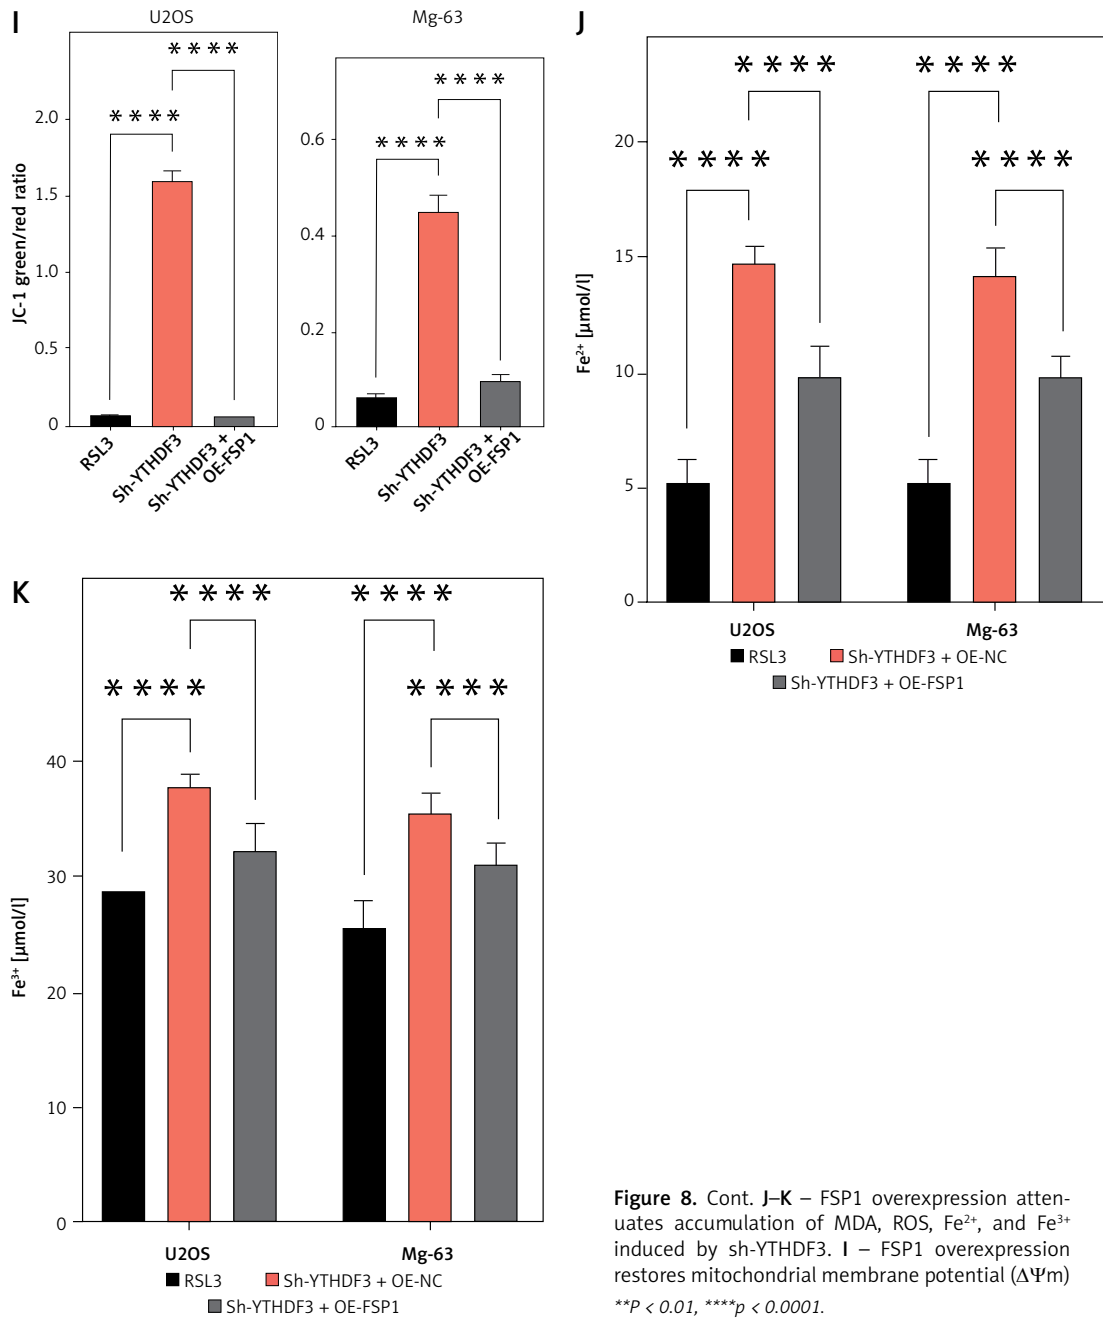 I
U2OS
Mg-63
J
****
****
****
****
****
****
****
****
JC-1 green/red ratio
2.0
1.5
1.0
0.5
0
0.6
0.4
0.2
0
RSL3
Sh-YTHDF3
Sh-YTHDF3 +
OE-FSP1
RSL3
Sh-YTHDF3
Sh-YTHDF3 +
OE-FSP1
Fe²⁺ [µmol/l]
20
15
10
5
0
U2OS
Mg-63
RSL3
Sh-YTHDF3 + OE-NC
Sh-YTHDF3 + OE-FSP1
K
****
****
****
****
Fe³⁺ [µmol/l]
40
30
20
10
0
U2OS
Mg-63
RSL3
Sh-YTHDF3 + OE-NC
Sh-YTHDF3 + OE-FSP1
Figure 8. Cont. J–K – FSP1 overexpression atten-
uates accumulation of MDA, ROS, Fe²⁺, and Fe³⁺
induced by sh-YTHDF3. I – FSP1 overexpression
restores mitochondrial membrane potential (ΔΨm)
**P < 0.01, ****p < 0.0001.